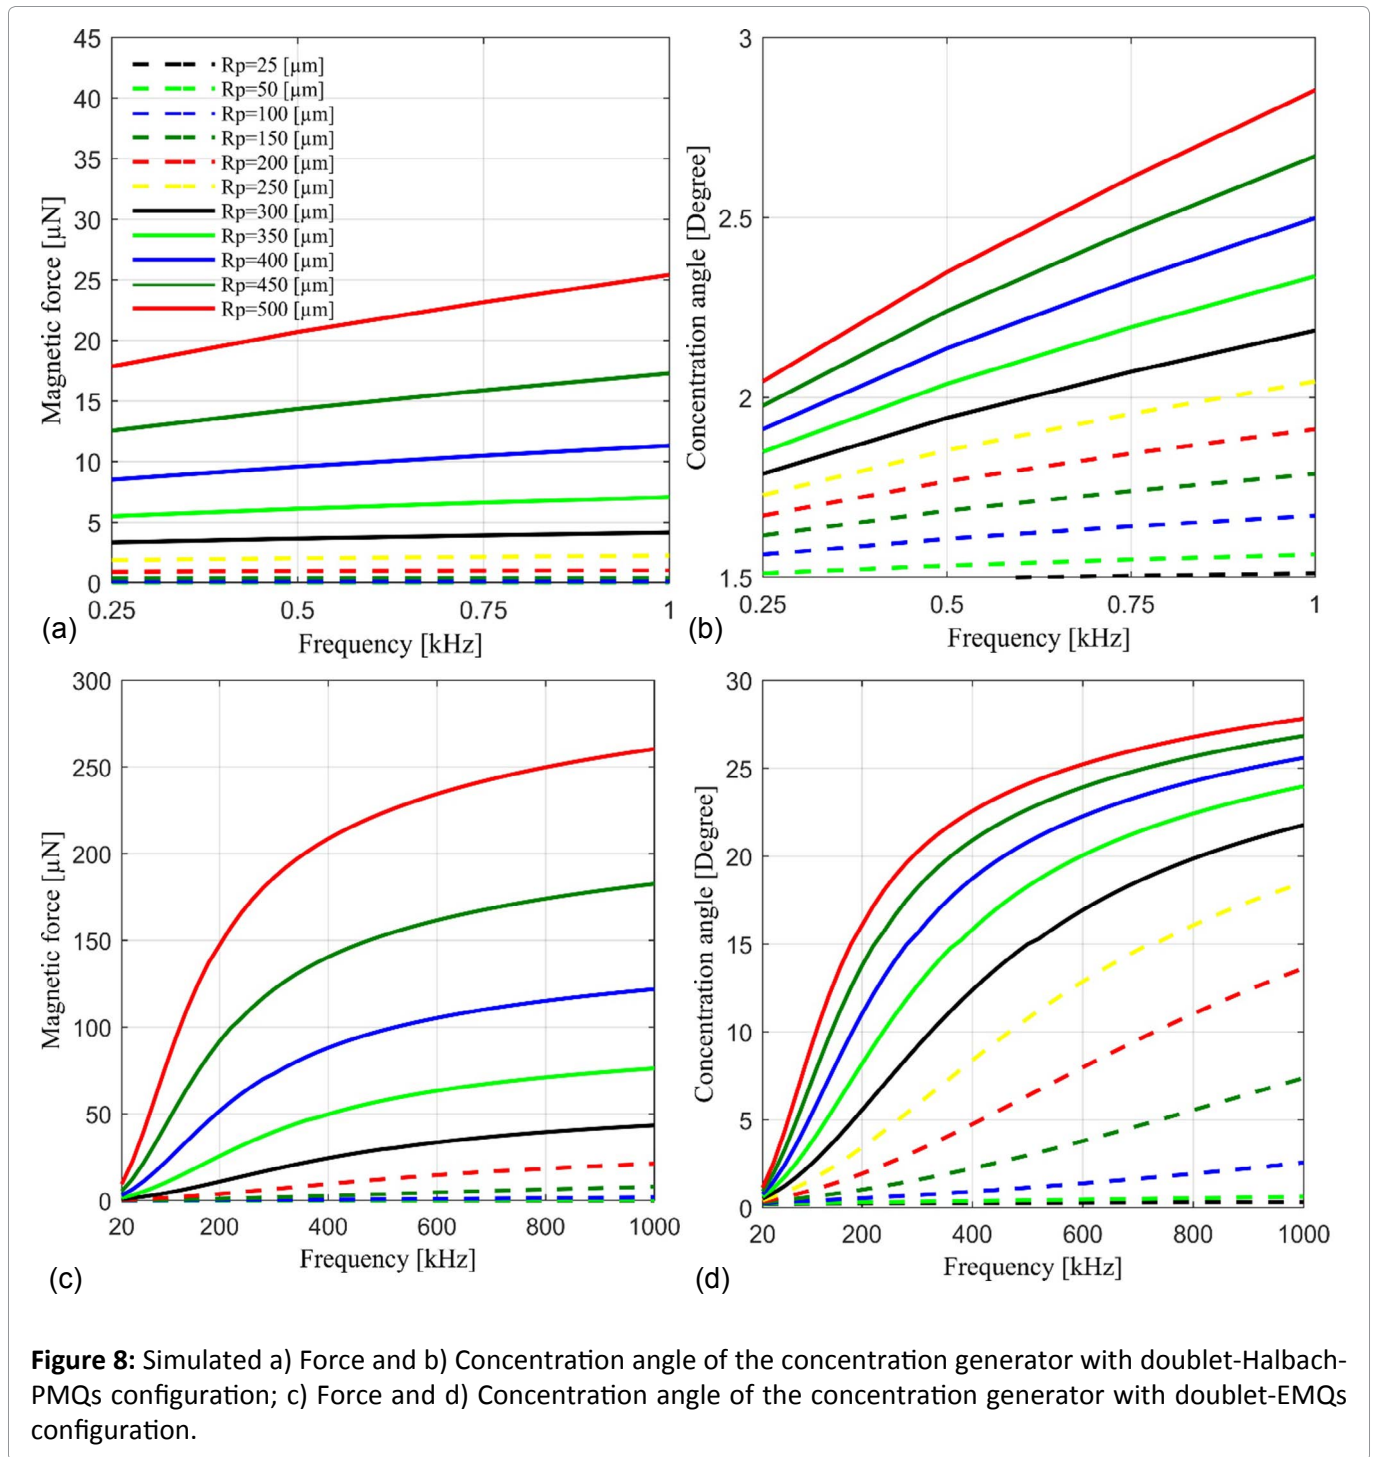 45
40
35
30
25
20
15
10
5
0
Magnetic force [µN]
Rp=25 [µm]
Rp=50 [µm]
Rp=100 [µm]
Rp=150 [µm]
Rp=200 [µm]
Rp=250 [µm]
Rp=300 [µm]
Rp=350 [µm]
Rp=400 [µm]
Rp=450 [µm]
Rp=500 [µm]
0.25 0.5 0.75 1
Frequency [kHz]
(a)
3
2.5
2
1.5
Concentration angle [Degree]
0.25 0.5 0.75 1
Frequency [kHz]
(b)
300
250
200
150
100
50
0
Magnetic force [µN]
20 200 400 600 800 1000
Frequency [kHz]
(c)
30
25
20
15
10
5
0
Concentration angle [Degree]
20 200 400 600 800 1000
Frequency [kHz]
(d)
Figure 8: Simulated a) Force and b) Concentration angle of the concentration generator with doublet-Halbach-
PMQs configuration; c) Force and d) Concentration angle of the concentration generator with doublet-EMQs
configuration.